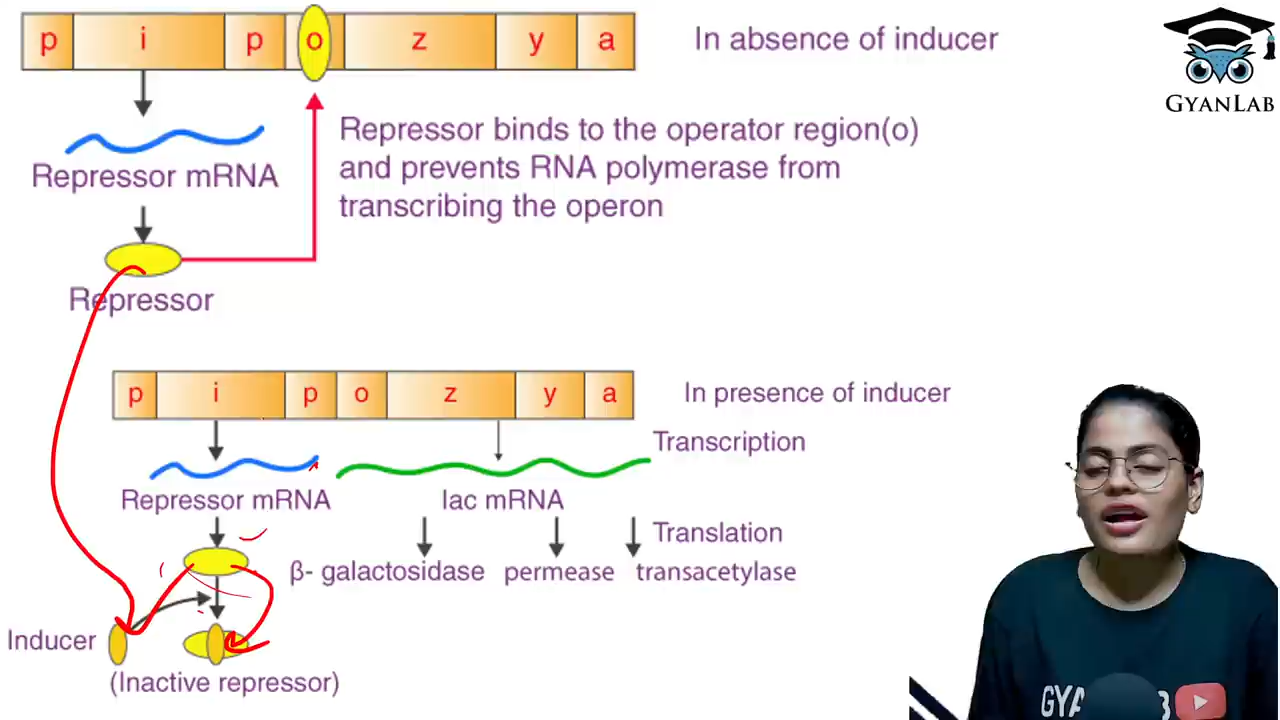 p i p o z y a In absence of inducer
GYANLAB
Repressor binds to the operator region(o)
and prevents RNA polymerase from
transcribing the operon
Repressor mRNA
Repressor
p i p o z y a In presence of inducer
Transcription
Repressor mRNA lac mRNA
Translation
β- galactosidase permease transacetylase
Inducer
(Inactive repressor)
GYA B